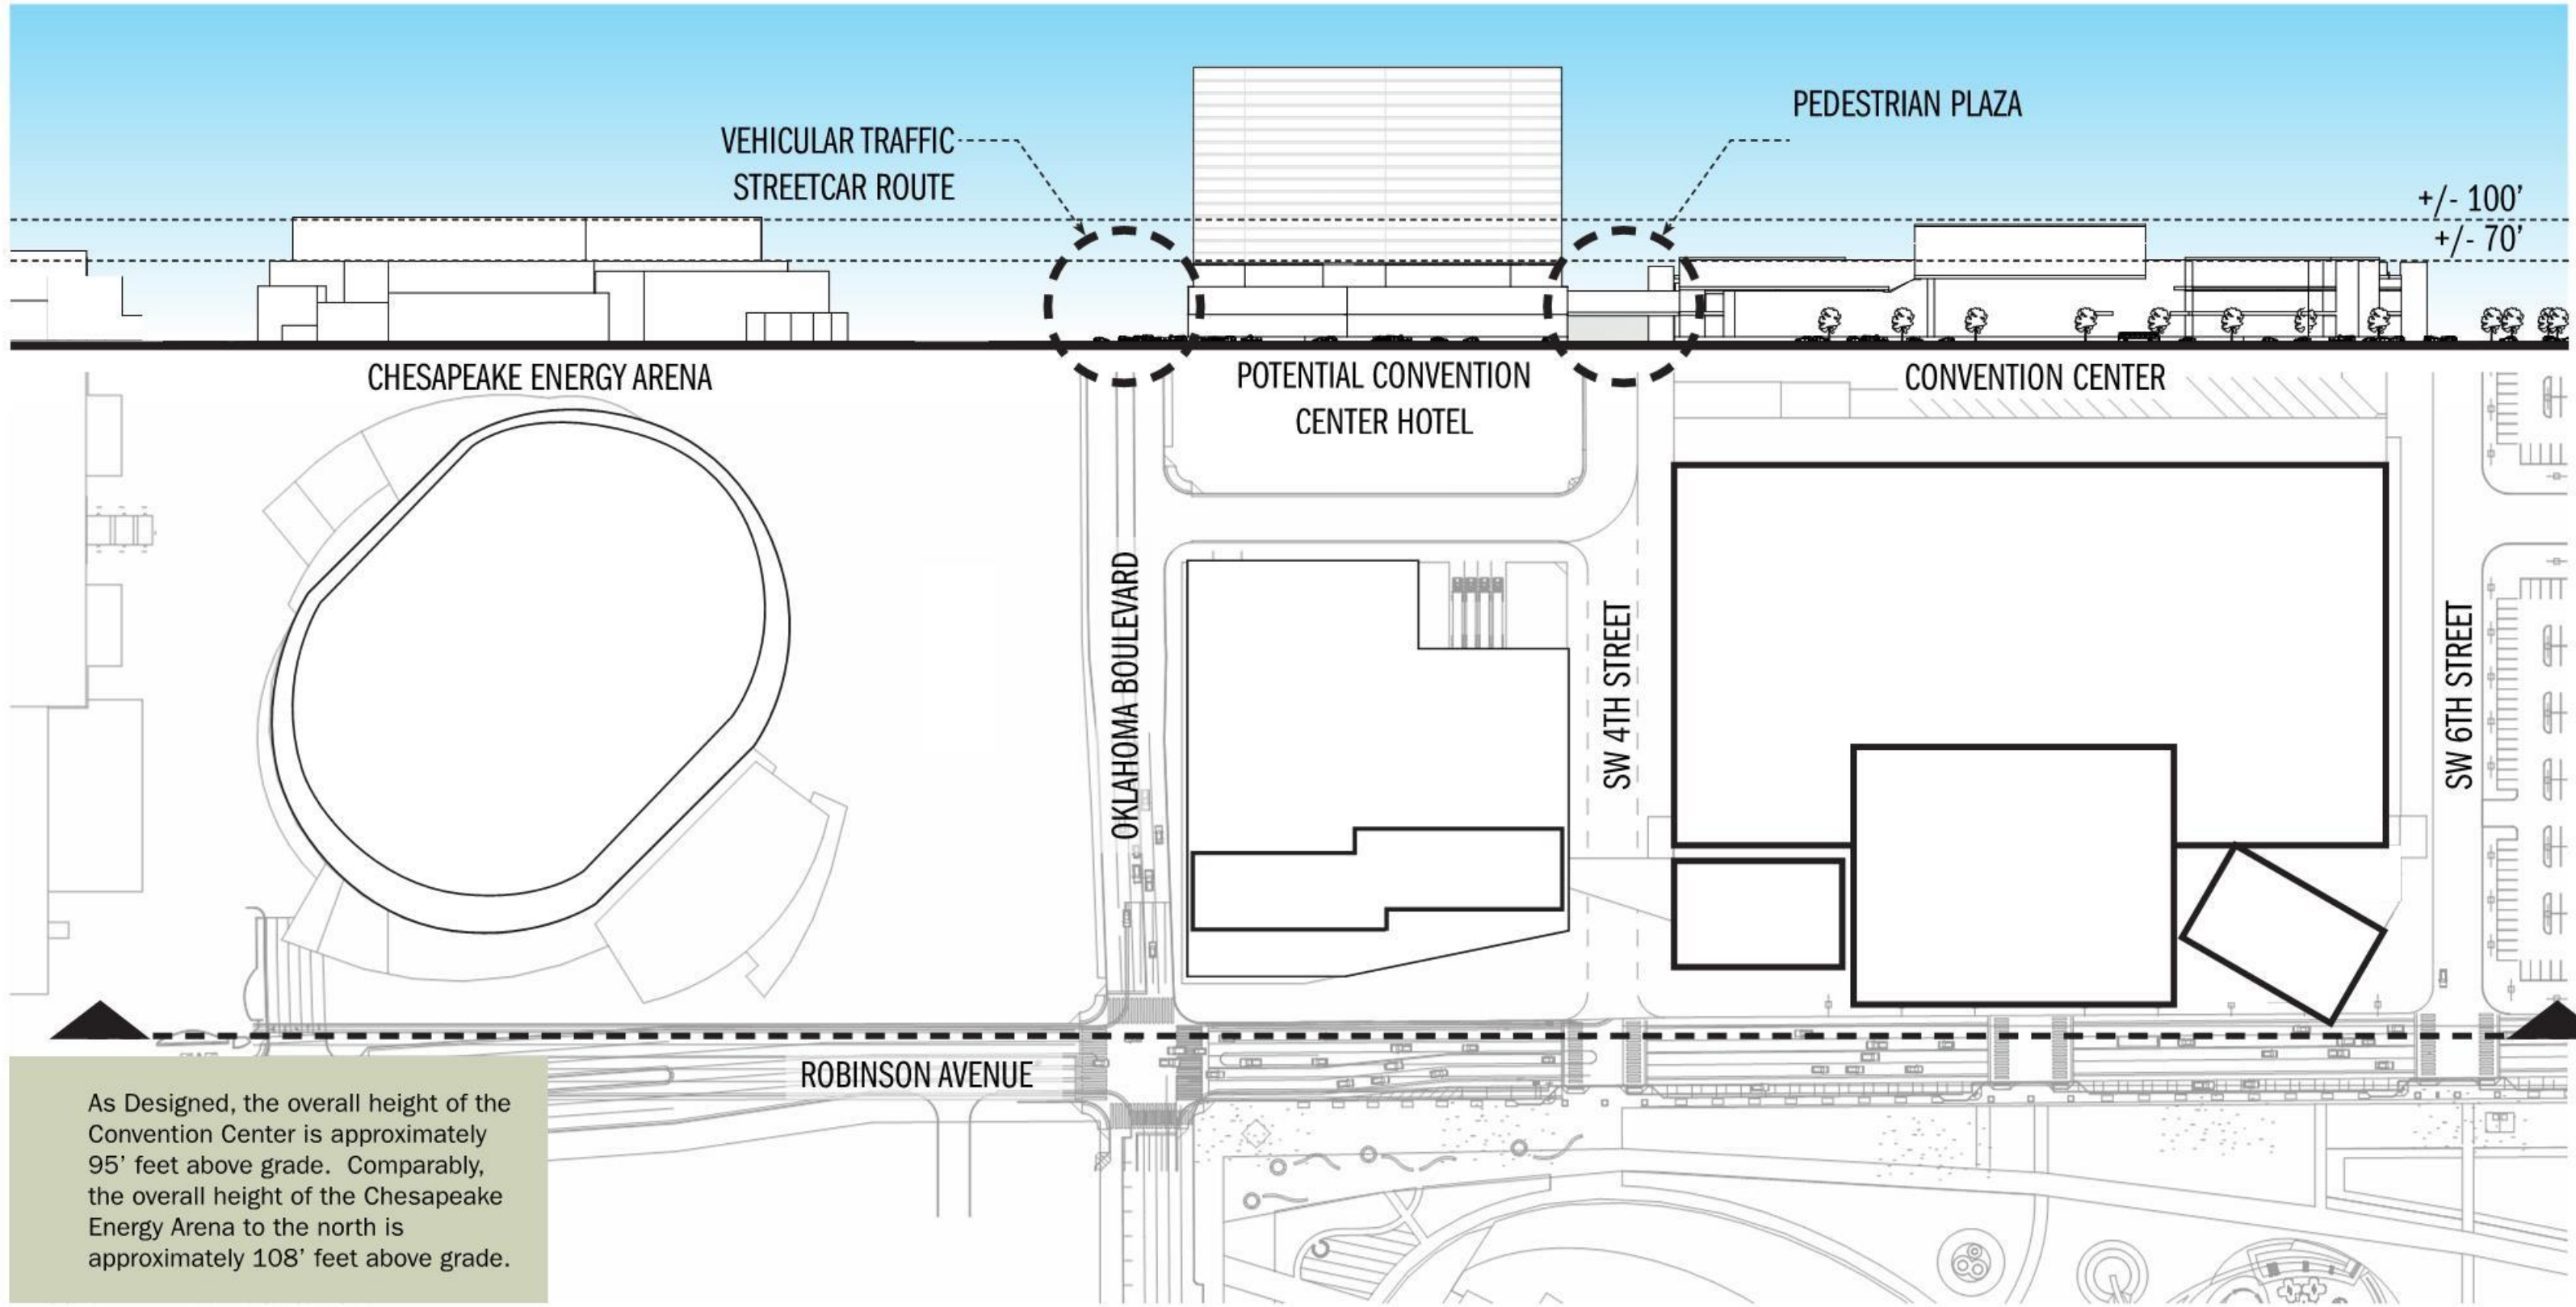 PEDESTRIAN PLAZA
VEHICULAR TRAFFIC
STREETCAR ROUTE
+/- 100’
+/- 70’
CHESAPEAKE ENERGY ARENA
POTENTIAL CONVENTION
CENTER HOTEL
CONVENTION CENTER
OKLAHOMA BOULEVARD
SW 4TH STREET
SW 6TH STREET
ROBINSON AVENUE
As Designed, the overall height of the
Convention Center is approximately
95’ feet above grade.  Comparably,
the overall height of the Chesapeake
Energy Arena to the north is
approximately 108’ feet above grade.